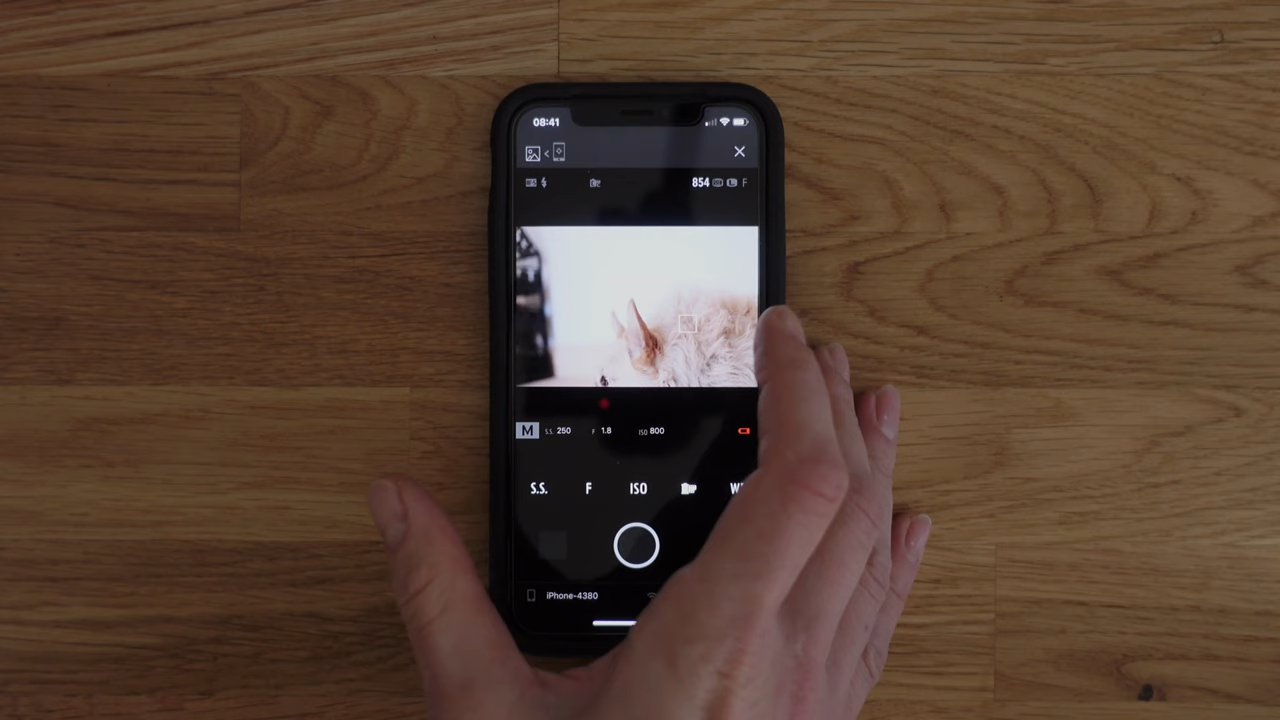 08:41
854 F
M S.S. 250 F 1.8 ISO 800
S.S. F ISO
iPhone-4380